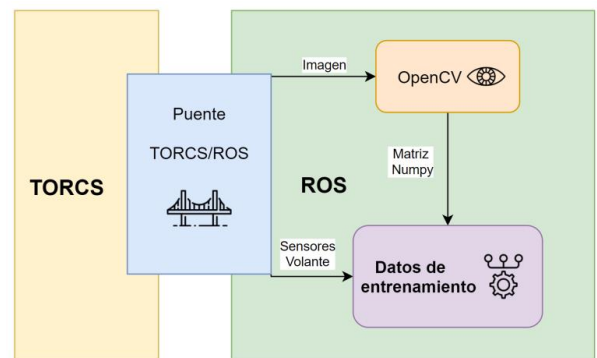 Imagen
OpenCV
Puente
TORCS/ROS
Matriz
Numpy
TORCS
ROS
Sensores
Volante
Datos de
entrenamiento